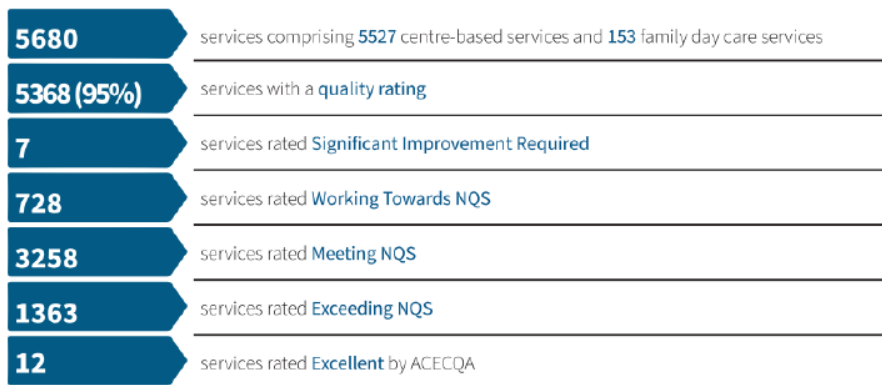 5680 services comprising 5527 centre-based services and 153 family day care services
5368 (95%) services with a quality rating
7 services rated Significant Improvement Required
728 services rated Working Towards NQS
3258 services rated Meeting NQS
1363 services rated Exceeding NQS
12 services rated Excellent by ACECQA